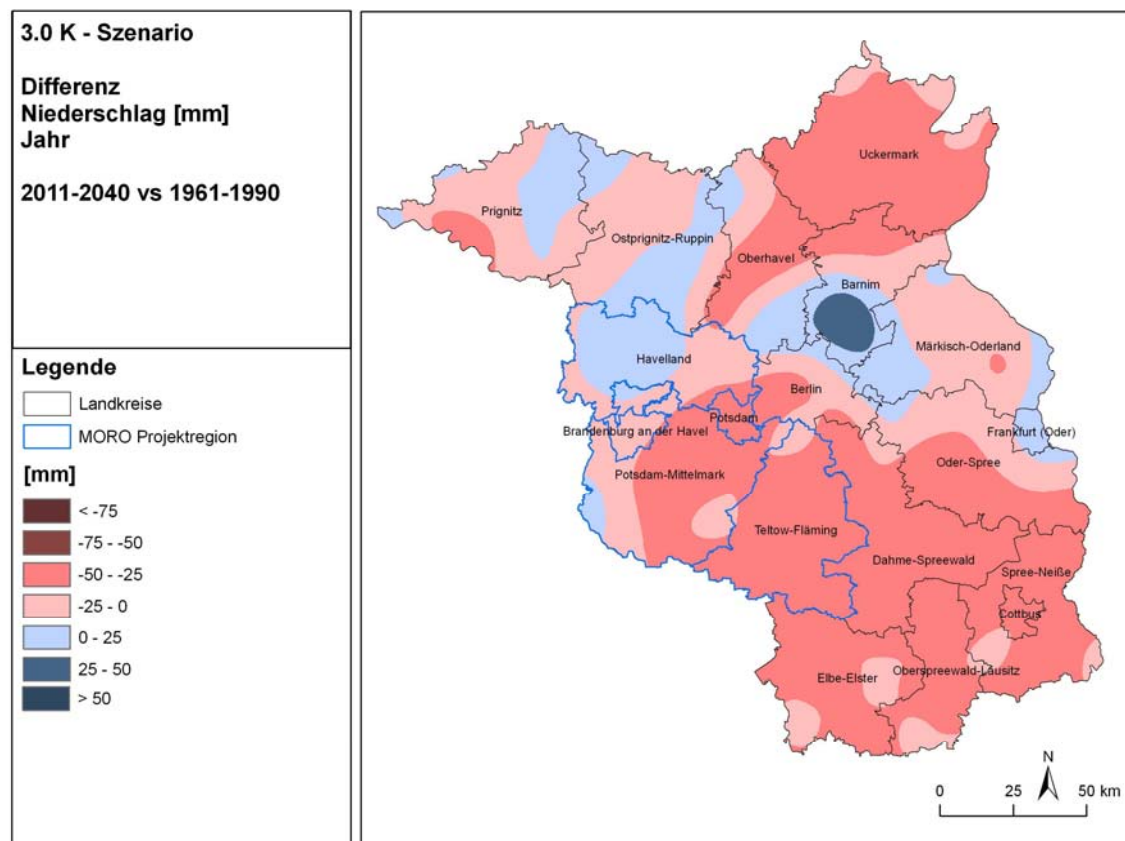 3.0 K - Szenario
Differenz
Niederschlag [mm]
Jahr
2011-2040 vs 1961-1990
Legende
Landkreise
MORO Projektregion
[mm]
< -75
-75 - -50
-50 - -25
-25 - 0
0 - 25
25 - 50
> 50
Uckermark
Prignitz
Ostprignitz-Ruppin
Oberhavel
Barnim
Märkisch-Oderland
Havelland
Berlin
Potsdam
Brandenburg an der Havel
Frankfurt (Oder)
Oder-Spree
Potsdam-Mittelmark
Teltow-Fläming
Dahme-Spreewald
Spree-Neiße
Cottbus
Elbe-Elster
Oberspreewald-Lausitz
N
0 25 50 km